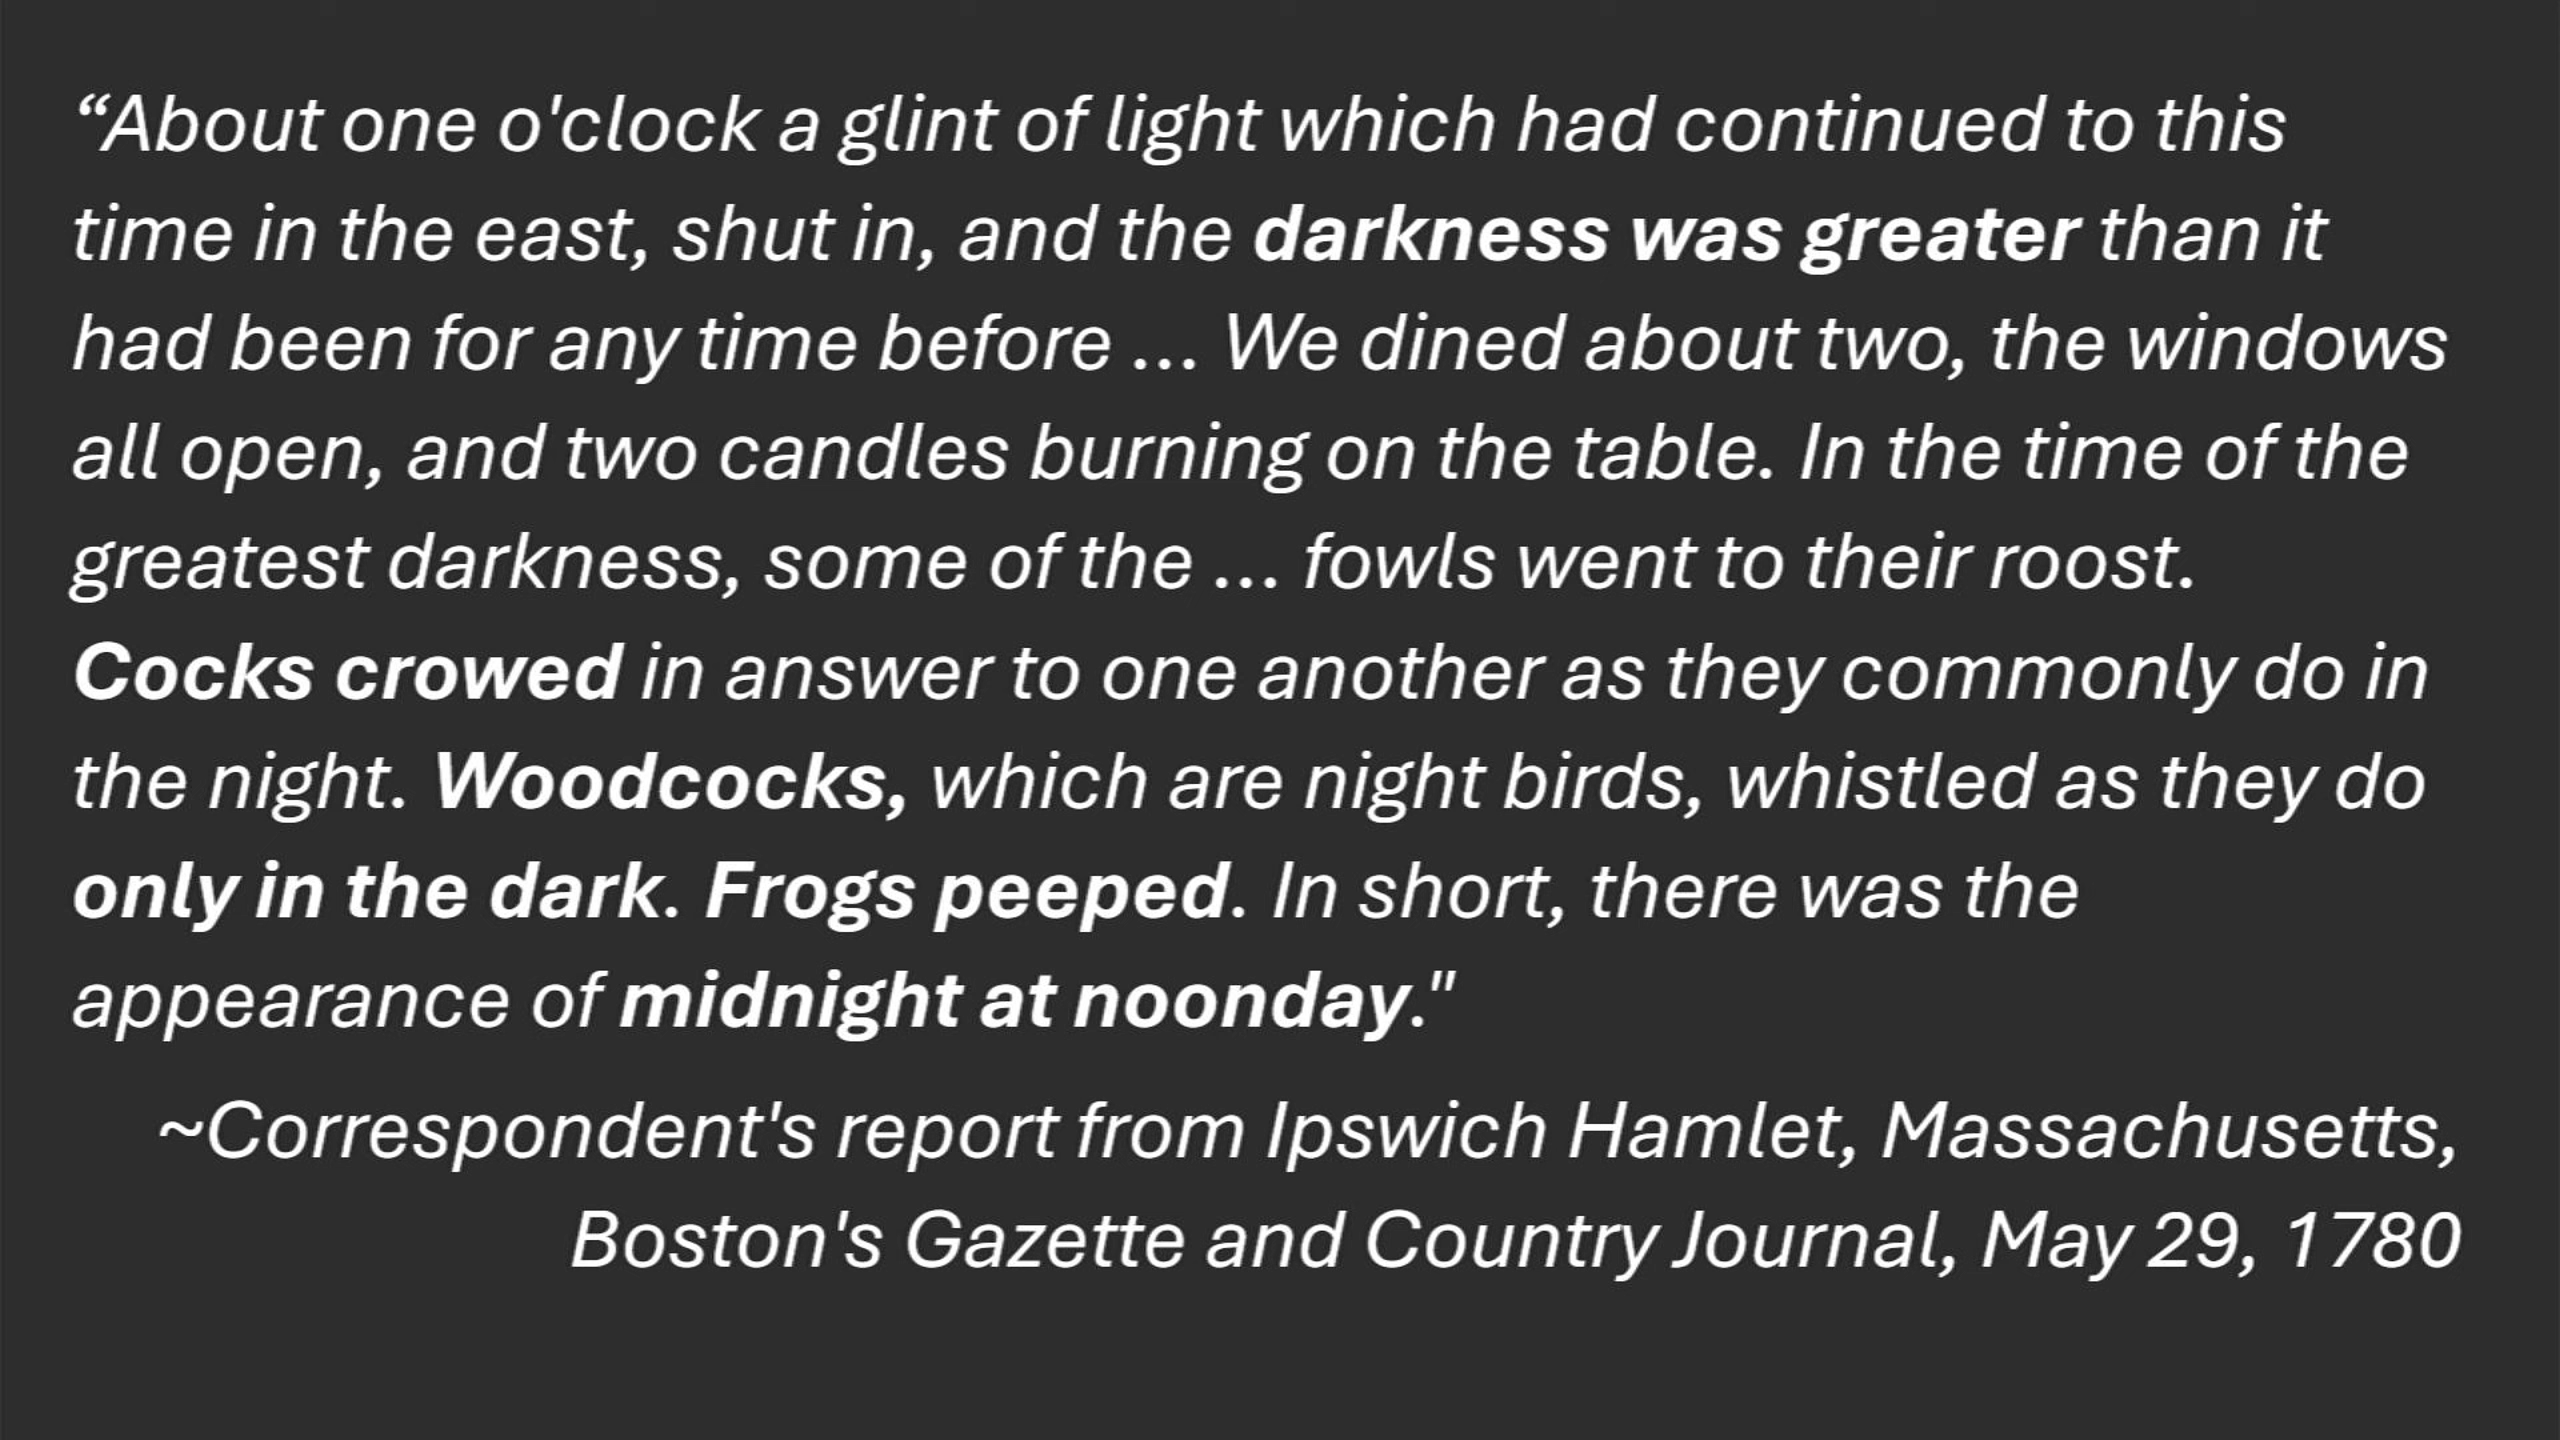 “About one o'clock a glint of light which had continued to this
time in the east, shut in, and the darkness was greater than it
had been for any time before ... We dined about two, the windows
all open, and two candles burning on the table. In the time of the
greatest darkness, some of the ... fowls went to their roost.
Cocks crowed in answer to one another as they commonly do in
the night. Woodcocks, which are night birds, whistled as they do
only in the dark. Frogs peeped. In short, there was the
appearance of midnight at noonday."
~Correspondent's report from Ipswich Hamlet, Massachusetts,
Boston's Gazette and Country Journal, May 29, 1780